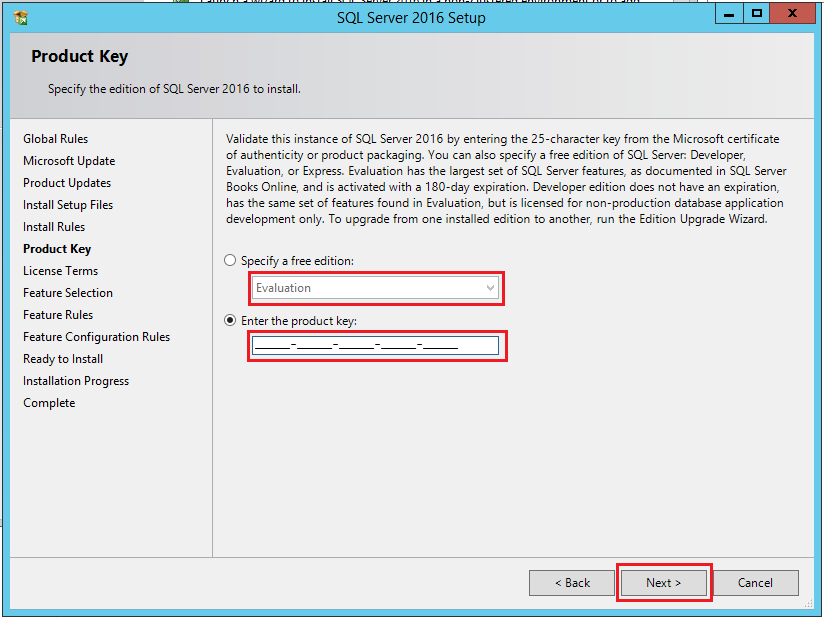 SQL Server 2016 Setup
Product Key
Specify the edition of SQL Server 2016 to install.
Global Rules
Microsoft Update
Product Updates
Install Setup Files
Install Rules
Product Key
License Terms
Feature Selection
Feature Rules
Feature Configuration Rules
Ready to Install
Installation Progress
Complete
Validate this instance of SQL Server 2016 by entering the 25-character key from the Microsoft certificate
of authenticity or product packaging. You can also specify a free edition of SQL Server: Developer,
Evaluation, or Express. Evaluation has the largest set of SQL Server features, as documented in SQL Server
Books Online, and is activated with a 180-day expiration. Developer edition does not have an expiration,
has the same set of features found in Evaluation, but is licensed for non-production database application
development only. To upgrade from one installed edition to another, run the Edition Upgrade Wizard.
Specify a free edition:
Evaluation
Enter the product key:
_____-_____-_____-_____-_____
< Back
Next >
Cancel